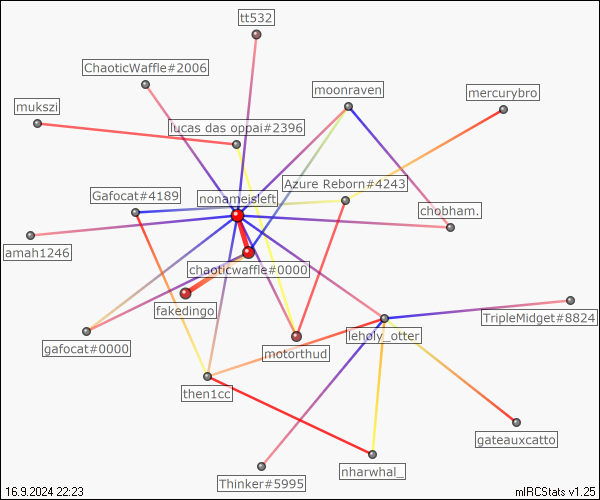 tt532
ChaoticWaffle#2006
moonraven
mercurybro
mukszi
lucas das oppai#2396
Azure Reborn#4243
Gafocat#4189
nonameisleft
chobham.
amah1246
chaoticwaffle#0000
fakedingo
TripleMidget#8824
leholy_otter
gafocat#0000
motorthud
then1cc
gateauxcatto
nharwhal_
Thinker#5995
16.9.2024 22:23
mIRCStats v1.25